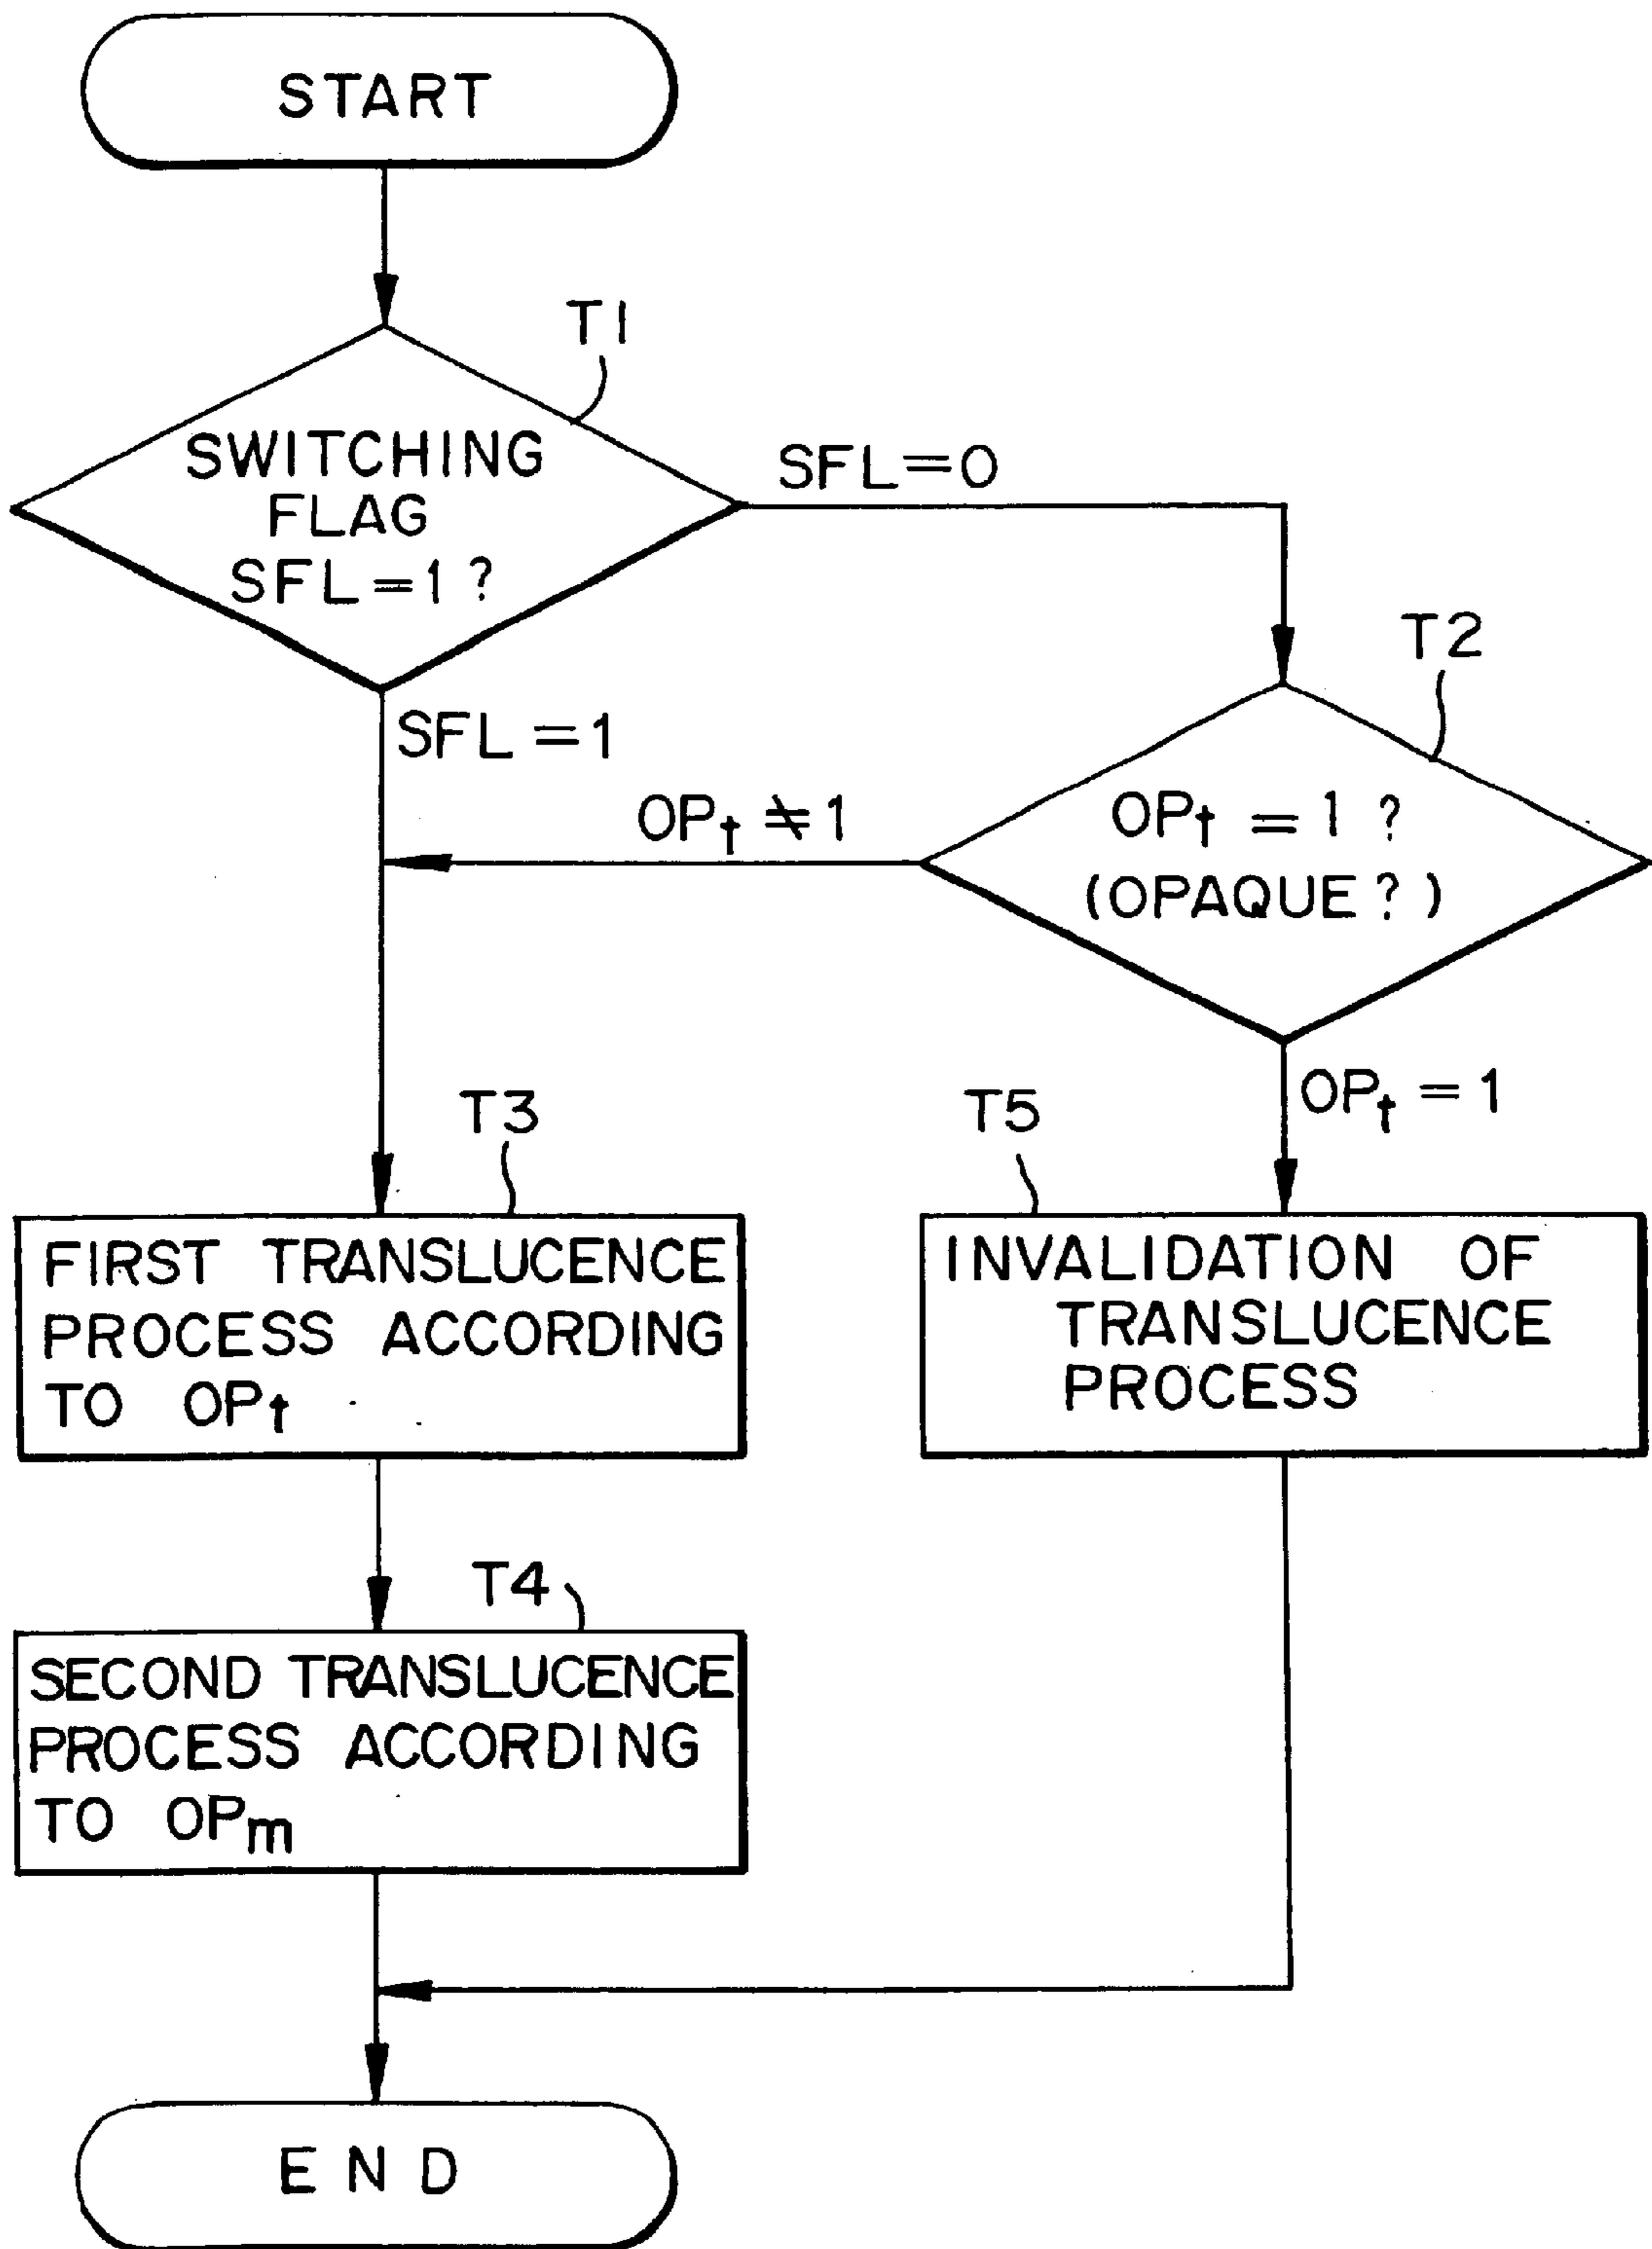 START
T1
SWITCHING
FLAG
SFL=1?
SFL=0
SFL=1
T2
OPt = 1 ?
(OPAQUE?)
OPt ≠ 1
OPt = 1
T3
FIRST TRANSLUCENCE
PROCESS ACCORDING
TO OPt
T5
INVALIDATION OF
TRANSLUCENCE
PROCESS
T4
SECOND TRANSLUCENCE
PROCESS ACCORDING
TO OPm
END